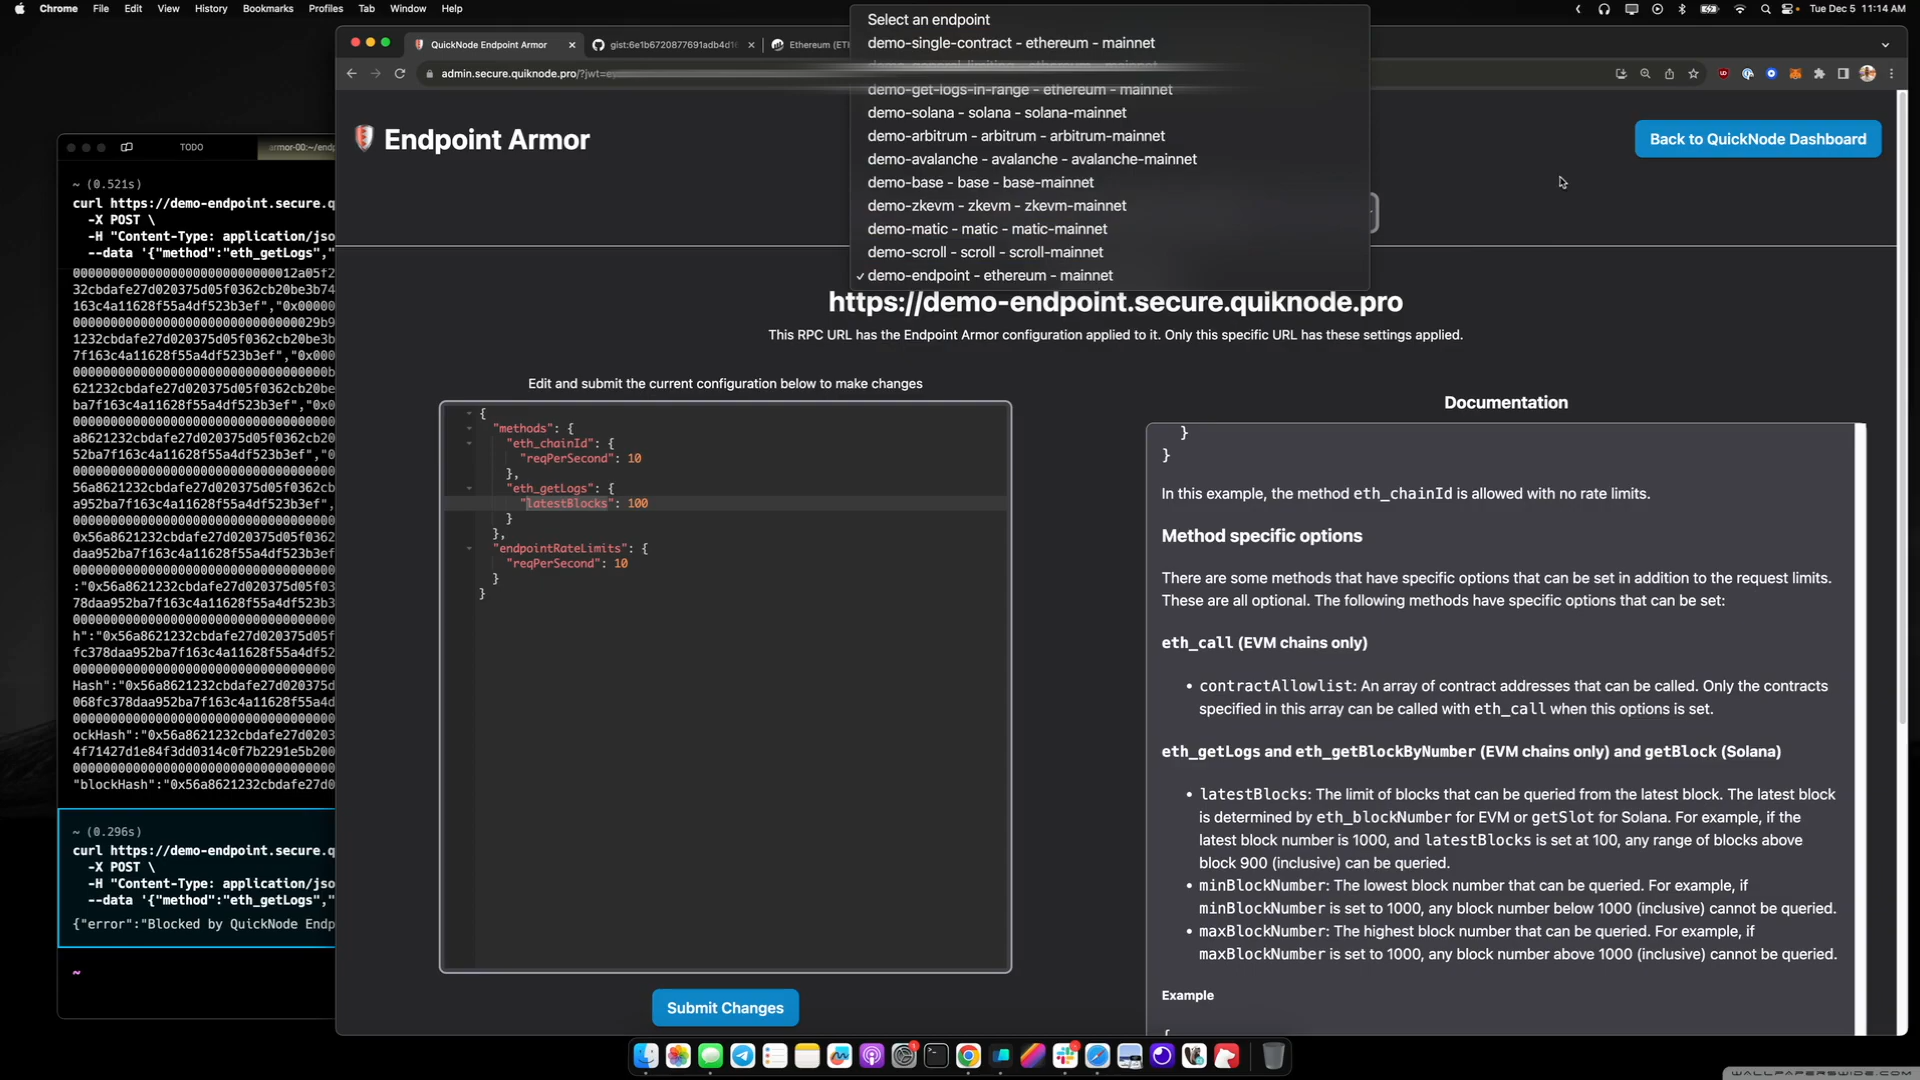 Chrome File Edit View History Bookmarks Profiles Tab Window Help
Tue Dec 5 11:14 AM
QuickNode Endpoint Armor
gist:6e1b6720877691adb4d1
Ethereum (ETH
admin.secure.quiknode.pro/?jwt=e
Select an endpoint
demo-single-contract - ethereum - mainnet
demo-general-limiting - ethereum - mainnet
demo-get-logs-in-range - ethereum - mainnet
demo-solana - solana - solana-mainnet
demo-arbitrum - arbitrum - arbitrum-mainnet
demo-avalanche - avalanche - avalanche-mainnet
demo-base - base - base-mainnet
demo-zkevm - zkevm - zkevm-mainnet
demo-matic - matic - matic-mainnet
demo-scroll - scroll - scroll-mainnet
✓ demo-endpoint - ethereum - mainnet
Endpoint Armor
Back to QuickNode Dashboard
https://demo-endpoint.secure.quiknode.pro
This RPC URL has the Endpoint Armor configuration applied to it. Only this specific URL has these settings applied.
Edit and submit the current configuration below to make changes
{
"methods": {
"eth_chainId": {
"reqPerSecond": 10
},
"eth_getLogs": {
"latestBlocks": 100
}
},
"endpointRateLimits": {
"reqPerSecond": 10
}
}
Submit Changes
Documentation
}
}
In this example, the method eth_chainId is allowed with no rate limits.
Method specific options
There are some methods that have specific options that can be set in addition to the request limits.
These are all optional. The following methods have specific options that can be set:
eth_call (EVM chains only)
• contractAllowlist: An array of contract addresses that can be called. Only the contracts
specified in this array can be called with eth_call when this options is set.
eth_getLogs and eth_getBlockByNumber (EVM chains only) and getBlock (Solana)
• latestBlocks: The limit of blocks that can be queried from the latest block. The latest block
is determined by eth_blockNumber for EVM or getSlot for Solana. For example, if the
latest block number is 1000, and latestBlocks is set at 100, any range of blocks above
block 900 (inclusive) can be queried.
• minBlockNumber: The lowest block number that can be queried. For example, if
minBlockNumber is set to 1000, any block number below 1000 (inclusive) cannot be queried.
• maxBlockNumber: The highest block number that can be queried. For example, if
maxBlockNumber is set to 1000, any block number above 1000 (inclusive) cannot be queried.
Example
{
TODO
armor-00:~/end
~ (0.521s)
curl https://demo-endpoint.secure.q
-X POST \
-H "Content-Type: application/jso
--data '{"method":"eth_getLogs","
~ (0.296s)
curl https://demo-endpoint.secure.q
-X POST \
-H "Content-Type: application/jso
--data '{"method":"eth_getLogs","
{"error":"Blocked by QuickNode Endp
~
WALLPAPERSWIDE.COM